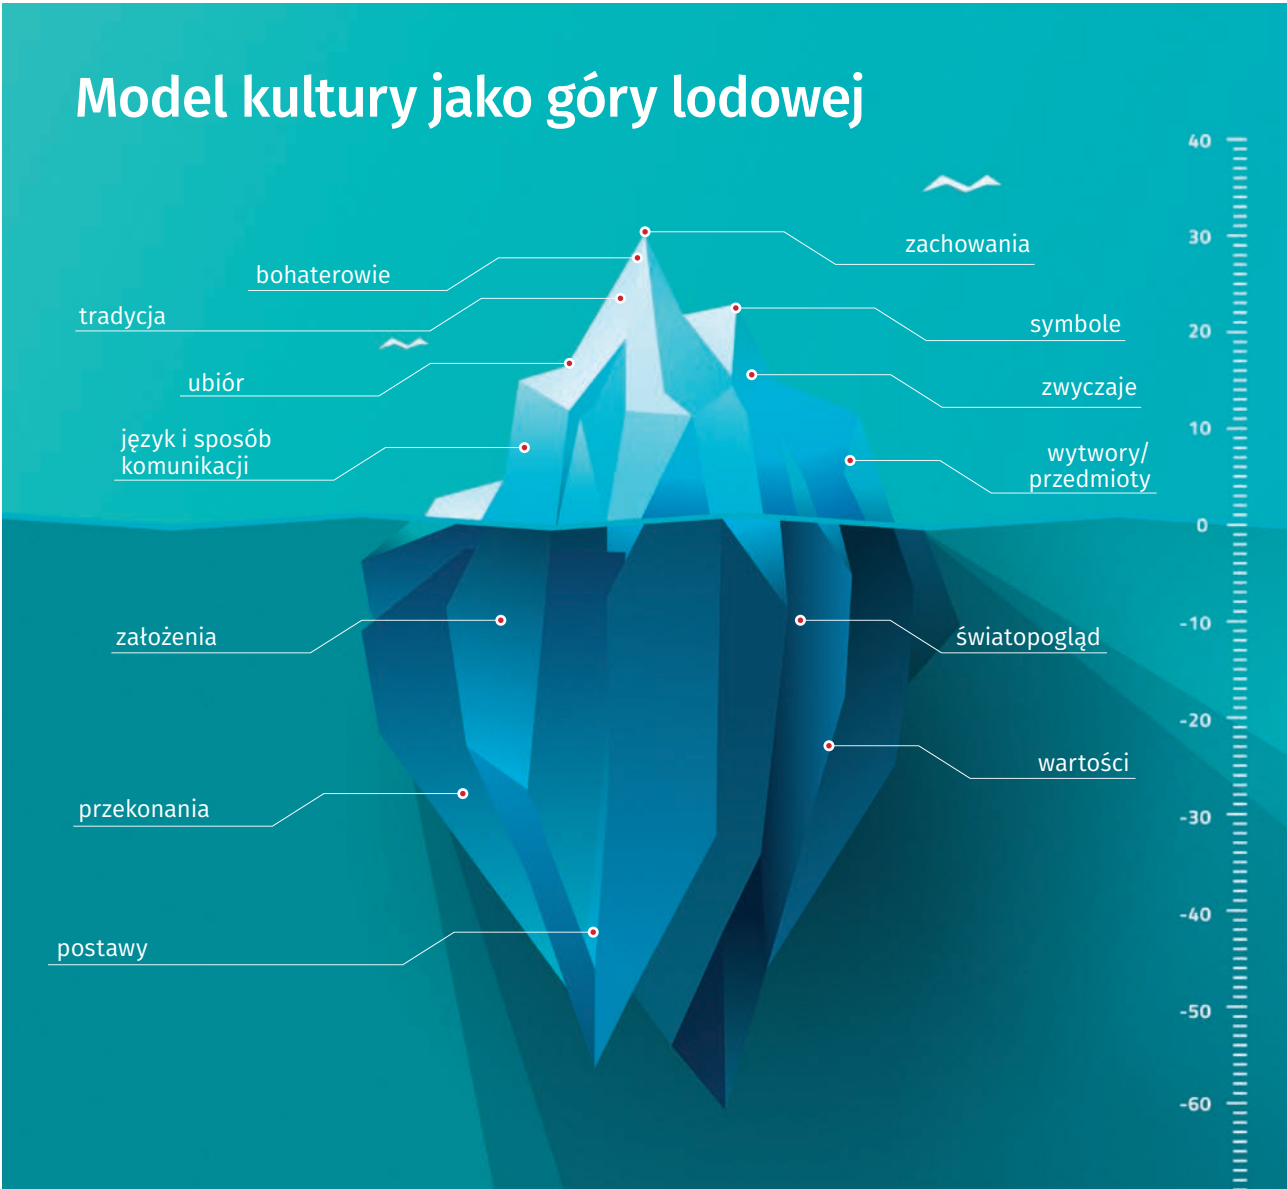 Model kultury jako góry lodowej
bohaterowie
tradycja
ubiór
język i sposób
komunikacji
zachowania
symbole
zwyczaje
wytwory/
przedmioty
założenia
przekonania
postawy
światopogląd
wartości
40
30
20
10
0
-10
-20
-30
-40
-50
-60